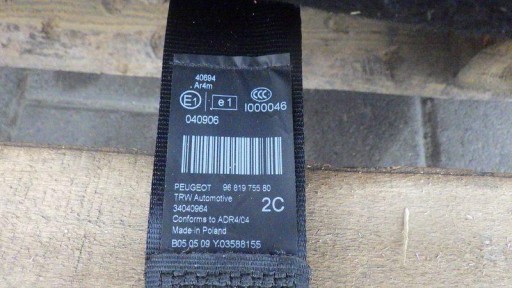 40694
Ar4m
E1 e1 CCC I000046
040906
PEUGEOT 96 819 755 80
TRW Automotive
34040964 2C
Conforms to ADR4/04
Made in Poland
B05 05 09 Y.03588155